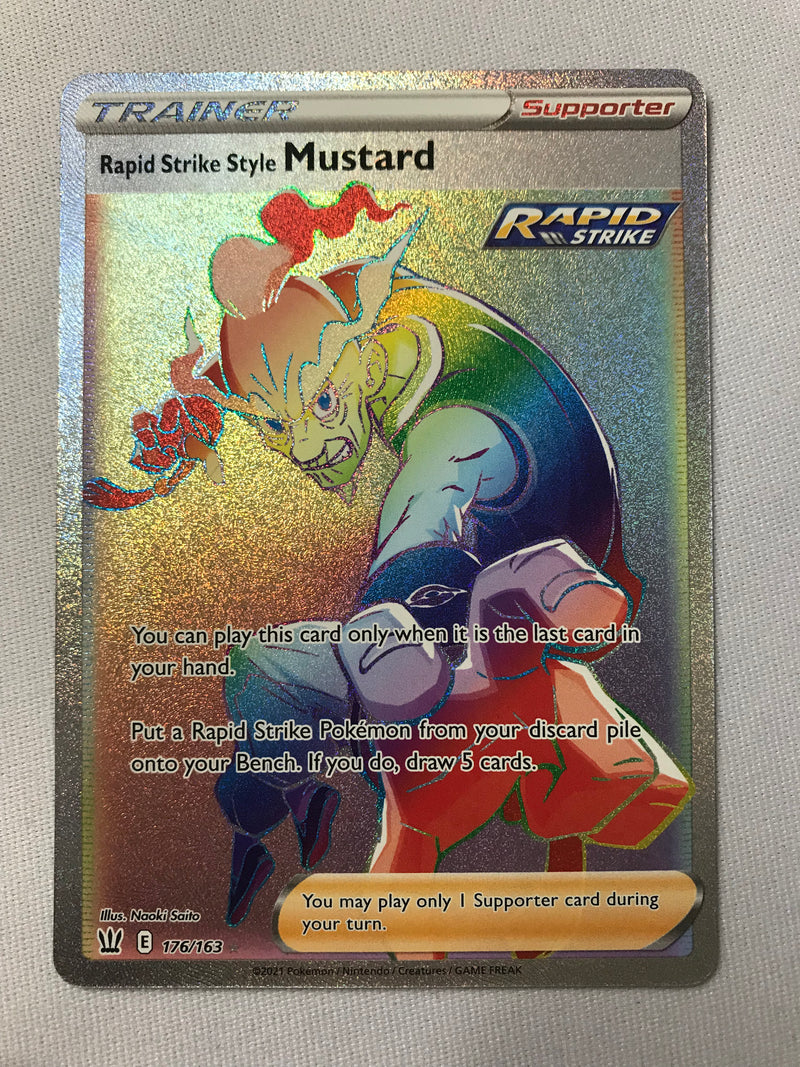 TRAINER Supporter
Rapid Strike Style Mustard
RAPID
STRIKE
You can play this card only when it is the last card in
your hand.
Put a Rapid Strike Pokémon from your discard pile
onto your Bench. If you do, draw 5 cards.
Illus. Naoki Saito
You may play only 1 Supporter card during
your turn.
E 176/163
©2021 Pokémon / Nintendo / Creatures / GAME FREAK